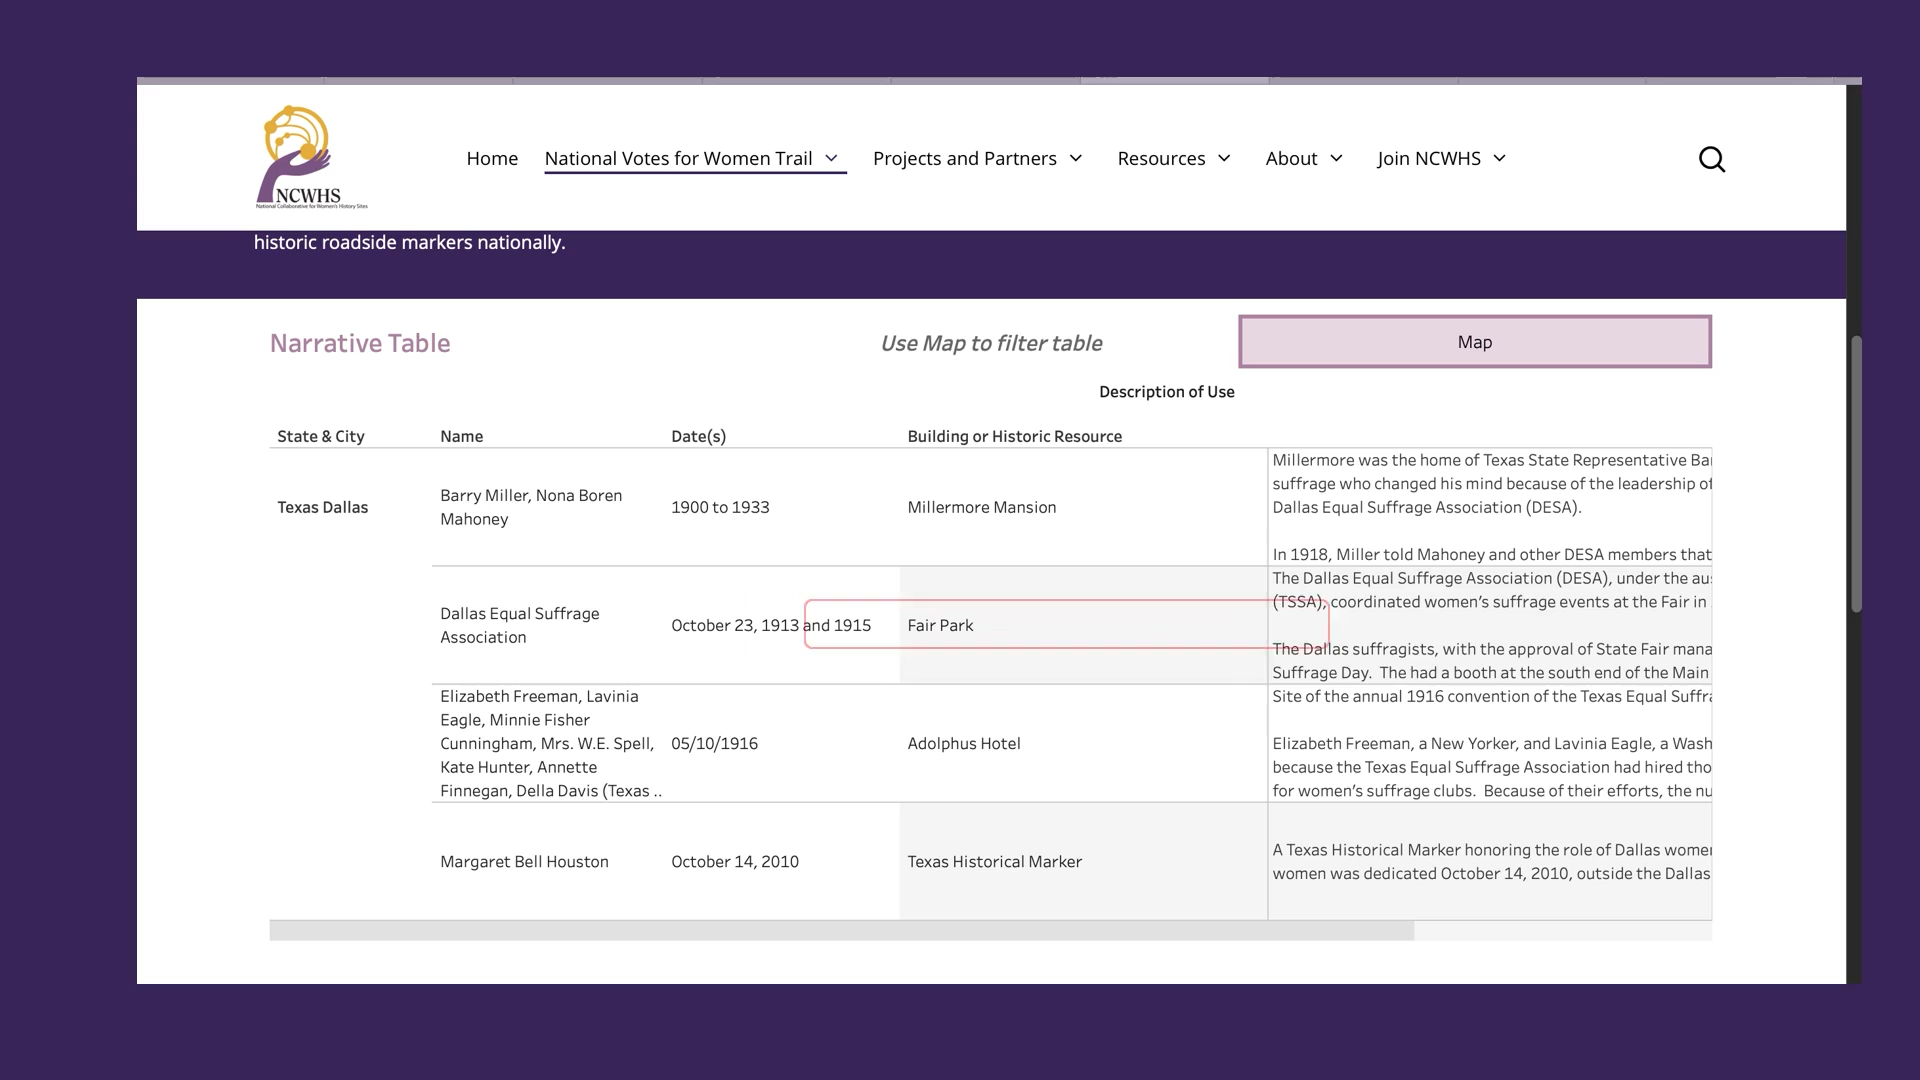 NCWHS
National Collaborative for Women's History Sites
Home
National Votes for Women Trail
Projects and Partners
Resources
About
Join NCWHS
historic roadside markers nationally.
Narrative Table
Use Map to filter table
Map
Description of Use
State & City
Name
Date(s)
Building or Historic Resource
Texas Dallas
Barry Miller, Nona Boren
Mahoney
1900 to 1933
Millermore Mansion
Millermore was the home of Texas State Representative
suffrage who changed his mind because of the leadership of
Dallas Equal Suffrage Association (DESA).
In 1918, Miller told Mahoney and other DESA members that
Dallas Equal Suffrage
Association
October 23, 1913 and 1915
Fair Park
The Dallas Equal Suffrage Association (DESA), under the
(TSSA), coordinated women's suffrage events at the Fair in
The Dallas suffragists, with the approval of State Fair
Suffrage Day. The had a booth at the south end of the Main
Elizabeth Freeman, Lavinia
Eagle, Minnie Fisher
Cunningham, Mrs. W.E. Spell,
Kate Hunter, Annette
Finnegan, Della Davis (Texas ..
05/10/1916
Adolphus Hotel
Site of the annual 1916 convention of the Texas Equal
Elizabeth Freeman, a New Yorker, and Lavinia Eagle, a
because the Texas Equal Suffrage Association had hired
for women's suffrage clubs. Because of their efforts, the
Margaret Bell Houston
October 14, 2010
Texas Historical Marker
A Texas Historical Marker honoring the role of Dallas
women was dedicated October 14, 2010, outside the Dallas